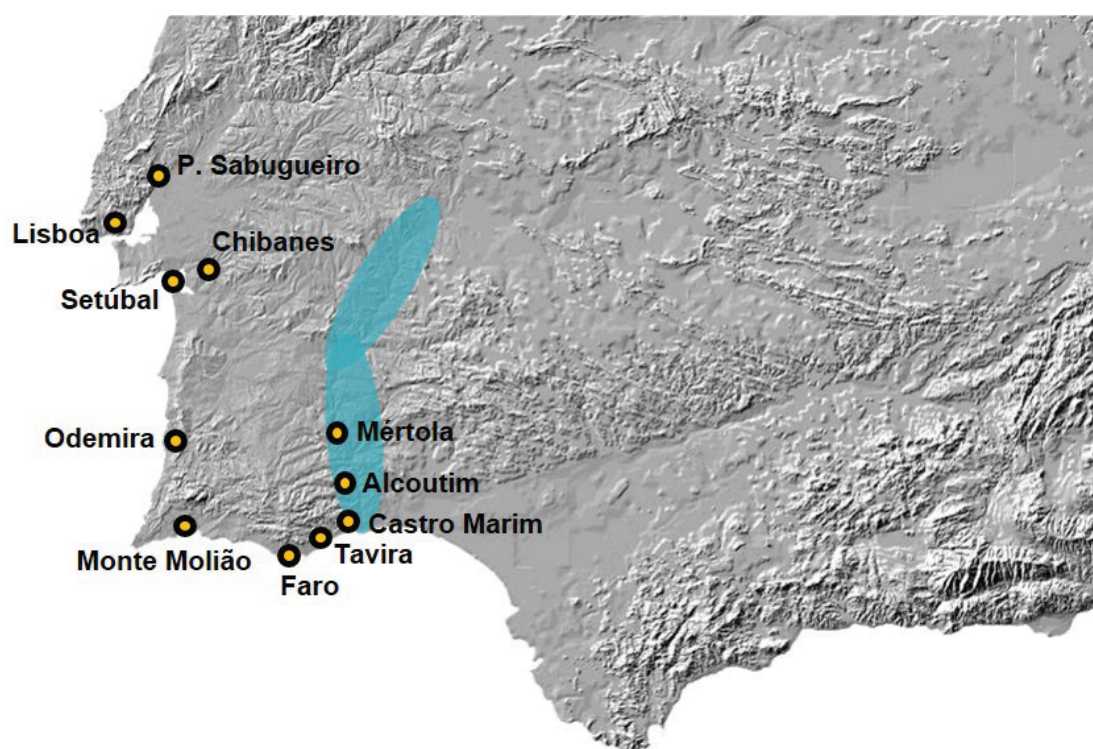 P. Sabugueiro
Lisboa
Chibanes
Setúbal
Odemira
Mértola
Alcoutim
Castro Marim
Monte Molião
Tavira
Faro